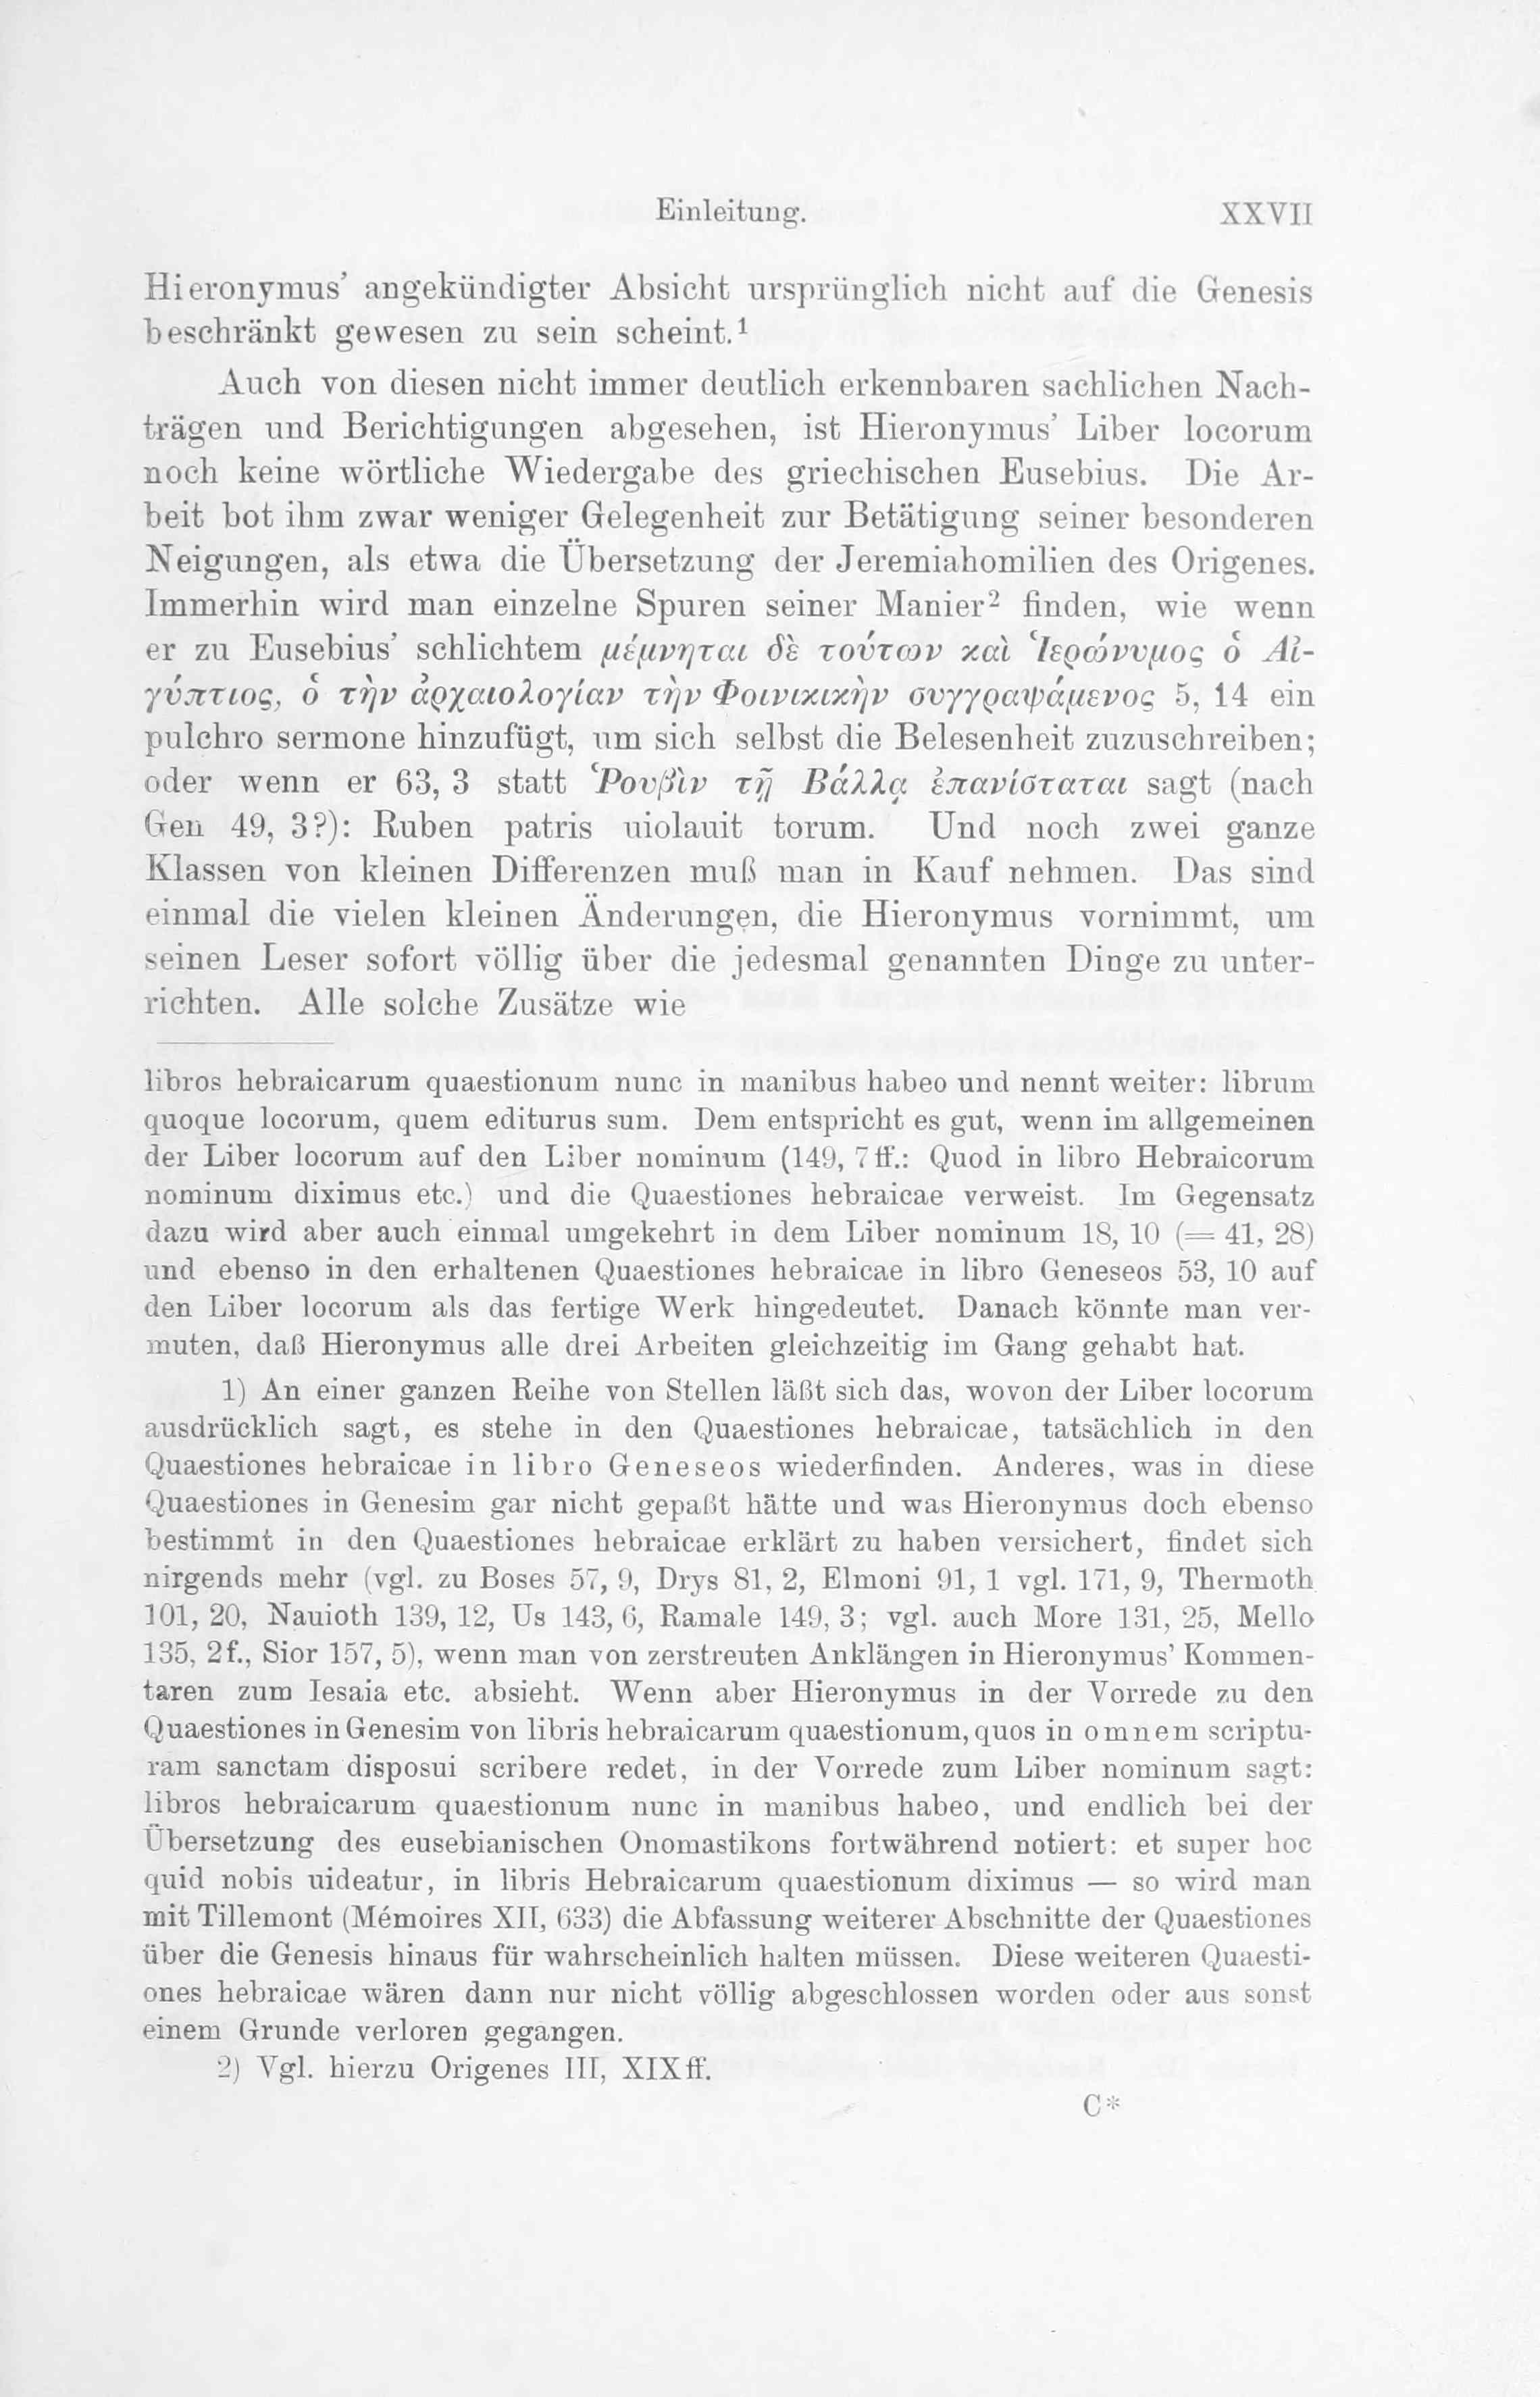 Einleitung. XXVII
Hieronymus’ angekündigter Absicht ursprünglich nicht auf die Genesis
beschränkt gewesen zu sein scheint.¹
Auch von diesen nicht immer deutlich erkennbaren sachlichen Nach-
trägen und Berichtigungen abgesehen, ist Hieronymus’ Liber locorum
noch keine wörtliche Wiedergabe des griechischen Eusebius. Die Ar-
beit bot ihm zwar weniger Gelegenheit zur Betätigung seiner besonderen
Neigungen, als etwa die Übersetzung der Jeremiahomilien des Origenes.
Immerhin wird man einzelne Spuren seiner Manier² finden, wie wenn
er zu Eusebius’ schlichtem μέμνηται δὲ τούτων καὶ Ἱερώνυμος ὁ Αἰ-
γύπτιος, ὁ τὴν ἀρχαιολογίαν τὴν Φοινικικὴν συγγραψάμενος 5, 14 ein
pulchro sermone hinzufügt, um sich selbst die Belesenheit zuzuschreiben;
oder wenn er 63, 3 statt Ῥουβὶν τῇ Βάλλᾳ ἐπανίσταται sagt (nach
Gen 49, 3?): Ruben patris uiolauit torum. Und noch zwei ganze
Klassen von kleinen Differenzen muß man in Kauf nehmen. Das sind
einmal die vielen kleinen Änderungen, die Hieronymus vornimmt, um
seinen Leser sofort völlig über die jedesmal genannten Dinge zu unter-
richten. Alle solche Zusätze wie
libros hebraicarum quaestionum nunc in manibus habeo und nennt weiter: librum
quoque locorum, quem editurus sum. Dem entspricht es gut, wenn im allgemeinen
der Liber locorum auf den Liber nominum (149, 7 ff.: Quod in libro Hebraicorum
nominum diximus etc.) und die Quaestiones hebraicae verweist. Im Gegensatz
dazu wird aber auch einmal umgekehrt in dem Liber nominum 18, 10 (= 41, 28)
und ebenso in den erhaltenen Quaestiones hebraicae in libro Geneseos 53, 10 auf
den Liber locorum als das fertige Werk hingedeutet. Danach könnte man ver-
muten, daß Hieronymus alle drei Arbeiten gleichzeitig im Gang gehabt hat.
1) An einer ganzen Reihe von Stellen läßt sich das, wovon der Liber locorum
ausdrücklich sagt, es stehe in den Quaestiones hebraicae, tatsächlich in den
Quaestiones hebraicae in libro Geneseos wiederfinden. Anderes, was in diese
Quaestiones in Genesim gar nicht gepaßt hätte und was Hieronymus doch ebenso
bestimmt in den Quaestiones hebraicae erklärt zu haben versichert, findet sich
nirgends mehr (vgl. zu Boses 57, 9, Drys 81, 2, Elmoni 91, 1 vgl. 171, 9, Thermoth
101, 20, Nauioth 139, 12, Us 143, 6, Ramale 149, 3; vgl. auch More 131, 25, Mello
135, 2 f., Sior 157, 5), wenn man von zerstreuten Anklängen in Hieronymus’ Kommen-
taren zum Iesaia etc. absieht. Wenn aber Hieronymus in der Vorrede zu den
Quaestiones in Genesim von libris hebraicarum quaestionum, quos in omnem scriptu-
ram sanctam disposui scribere redet, in der Vorrede zum Liber nominum sagt:
libros hebraicarum quaestionum nunc in manibus habeo, und endlich bei der
Übersetzung des eusebianischen Onomastikons fortwährend notiert: et super hoc
quid nobis uideatur, in libris Hebraicarum quaestionum diximus — so wird man
mit Tillemont (Mémoires XII, 633) die Abfassung weiterer Abschnitte der Quaestiones
über die Genesis hinaus für wahrscheinlich halten müssen. Diese weiteren Quaesti-
ones hebraicae wären dann nur nicht völlig abgeschlossen worden oder aus sonst
einem Grunde verloren gegangen.
2) Vgl. hierzu Origenes III, XIX ff.
C*